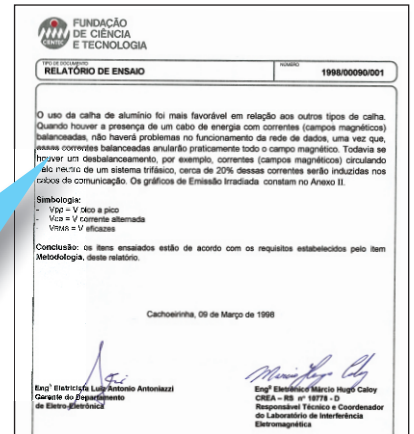 CIENTEC
FUNDAÇÃO
DE CIÊNCIA
E TECNOLOGIA
TIPO DE DOCUMENTO
RELATÓRIO DE ENSAIO
NÚMERO
1998/00090/001
O uso da calha de alumínio foi mais favorável em relação aos outros tipos de calha.
Quando houver a presença de um cabo de energia com correntes (campos magnéticos)
balanceadas, não haverá problemas no funcionamento da rede de dados, uma vez que,
essas correntes balanceadas anularão praticamente todo o campo magnético. Todavia se
houver um desbalanceamento, por exemplo, correntes (campos magnéticos) circulando
pelo neutro de um sistema trifásico, cerca de 20% dessas correntes serão induzidas nos
cabos de comunicação. Os gráficos de Emissão Irradiada constam no Anexo II.
Simbologia:
- Vpp = V pico a pico
- Vca = V corrente alternada
- VRMS = V eficazes
Conclusão: os itens ensaiados estão de acordo com os requisitos estabelecidos pelo item
Metodologia, deste relatório.
Cachoeirinha, 09 de Março de 1998
Engº Eletricista Luiz Antonio Antoniazzi
Gerente do Departamento
de Eletro-Eletrônica
Engº Eletrônico Márcio Hugo Caloy
CREA – RS nº 10778 - D
Responsável Técnico e Coordenador
do Laboratório de Interferência
Eletromagnética